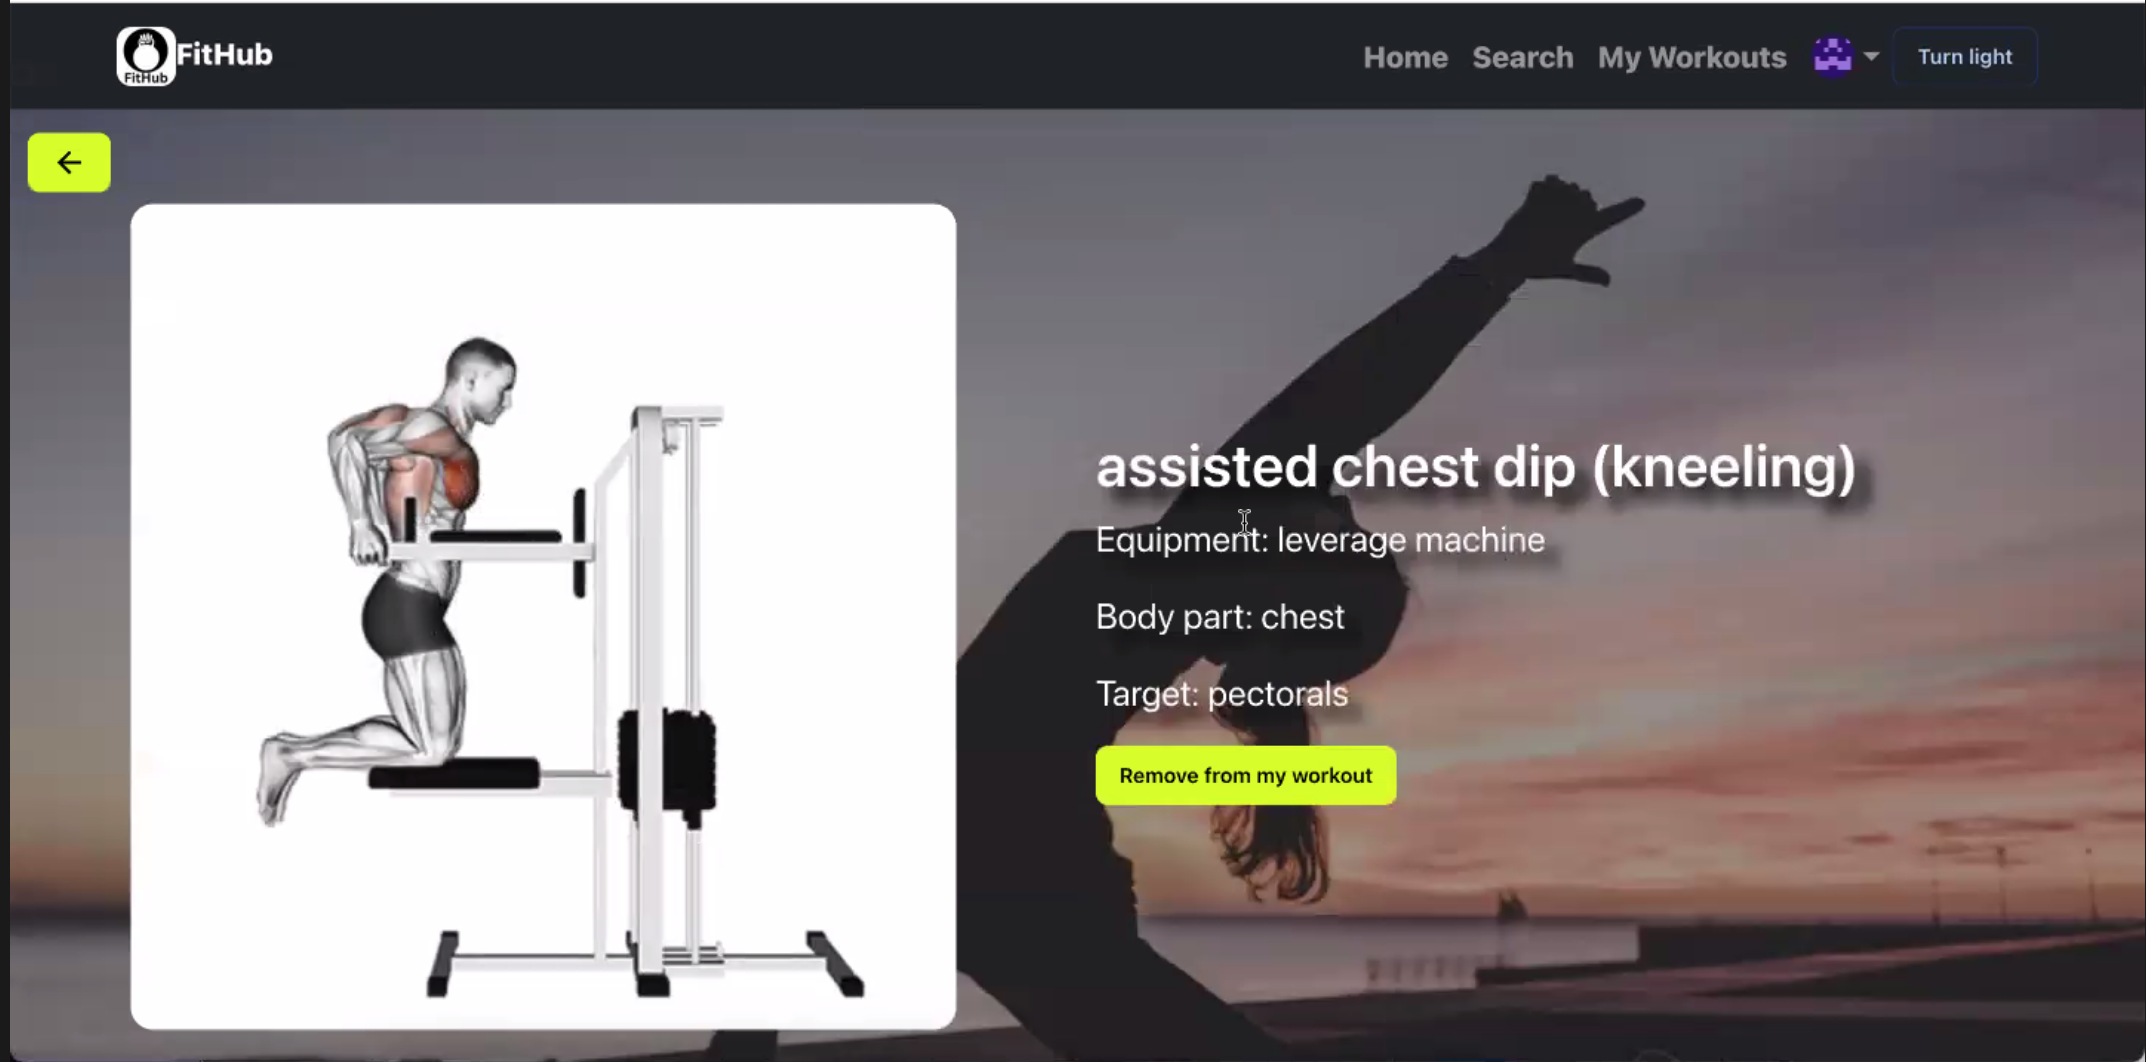 FitHub
FitHub
Home
Search
My Workouts
Turn light
assisted chest dip (kneeling)
Equipment: leverage machine
Body part: chest
Target: pectorals
Remove from my workout